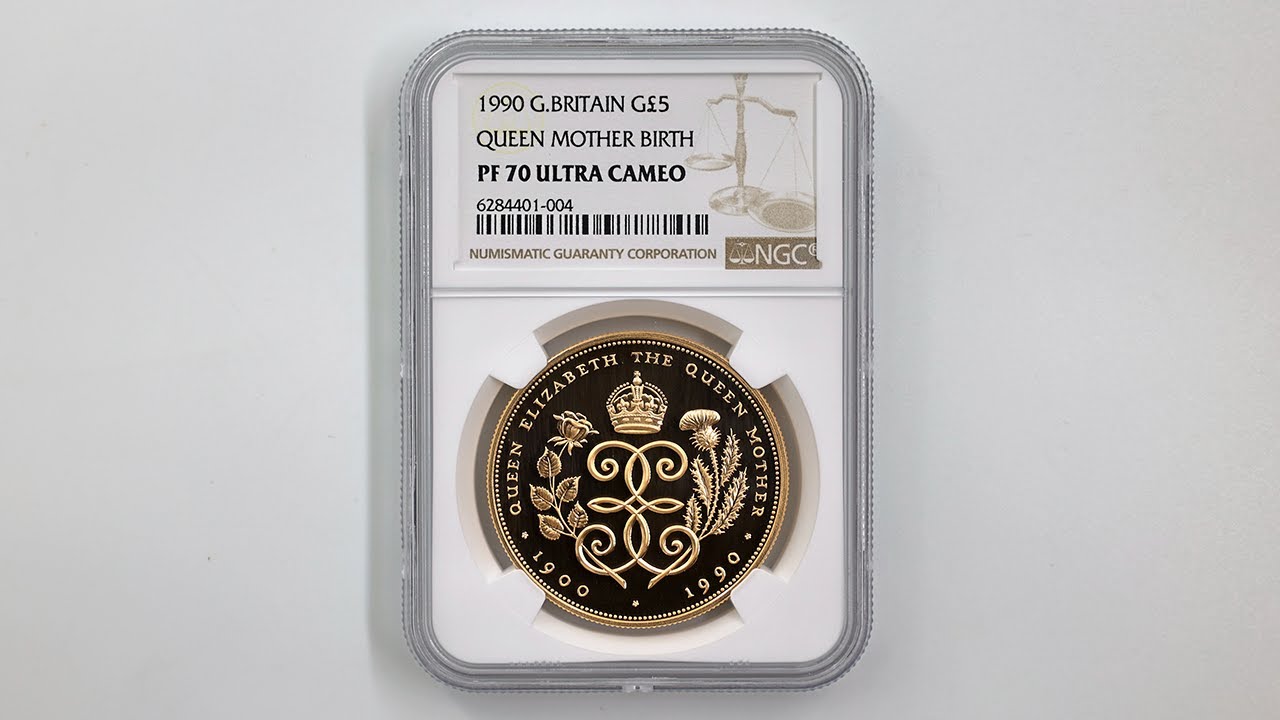 1990 G.BRITAIN G£5
QUEEN MOTHER BIRTH
PF 70 ULTRA CAMEO
6284401-004
NUMISMATIC GUARANTY CORPORATION
NGC®
QUEEN ELIZABETH THE QUEEN MOTHER
1900 1990